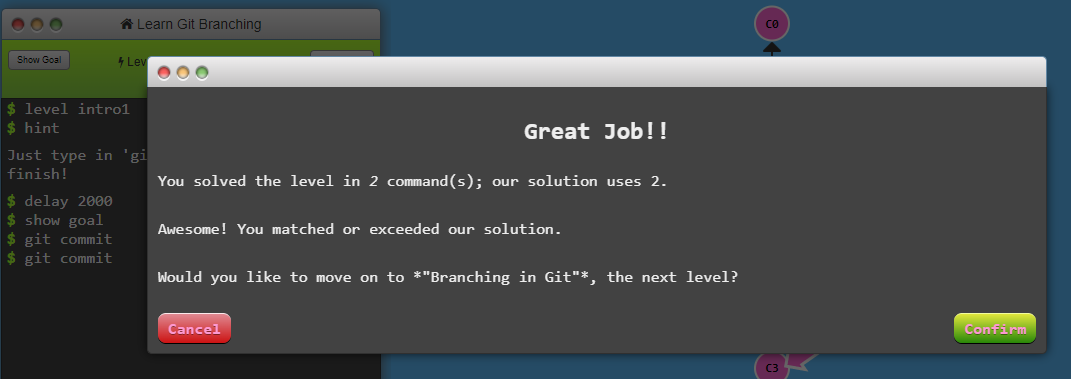 Learn Git Branching
C0
Show Goal
Lev
$ level intro1
$ hint
Just type in 'gi
finish!
$ delay 2000
$ show goal
$ git commit
$ git commit
Great Job!!
You solved the level in 2 command(s); our solution uses 2.
Awesome! You matched or exceeded our solution.
Would you like to move on to *"Branching in Git"*, the next level?
Cancel
Confirm
C3